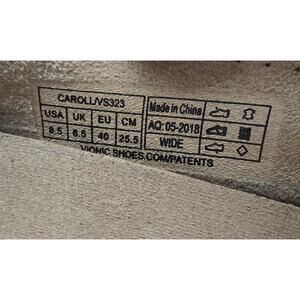 CAROLL/VS323
USA UK EU CM
8.5 6.5 40 25.5
Made in China
AO: 05-2018
WIDE
VIONIC SHOES.COM/PATENTS